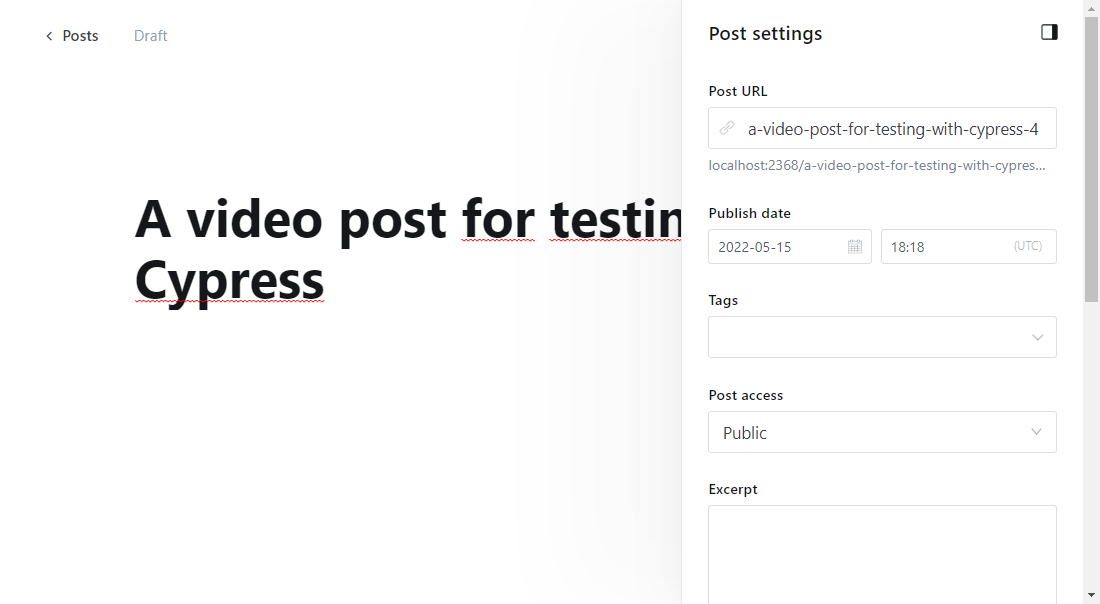 Posts
Draft
A video post for testin
Cypress
Post settings
Post URL
a-video-post-for-testing-with-cypress-4
localhost:2368/a-video-post-for-testing-with-cypres...
Publish date
2022-05-15
18:18
(UTC)
Tags
Post access
Public
Excerpt